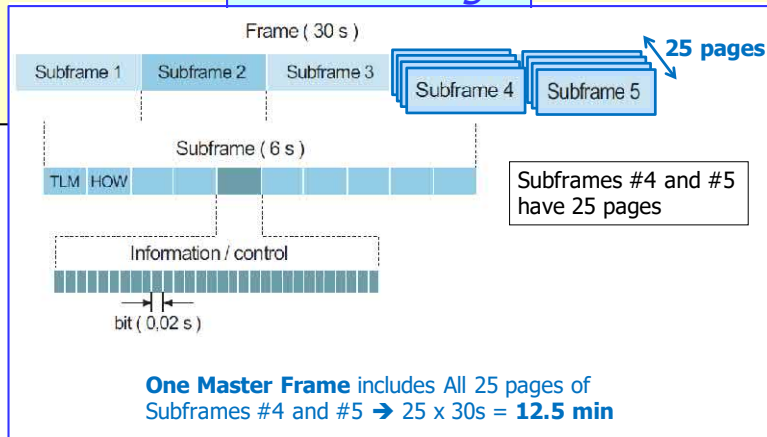 Frame ( 30 s )
25 pages
Subframe 1 Subframe 2 Subframe 3 Subframe 4 Subframe 5
Subframe ( 6 s )
TLM HOW
Subframes #4 and #5
have 25 pages
Information / control
bit ( 0,02 s )
One Master Frame includes All 25 pages of
Subframes #4 and #5 ➔ 25 x 30s = 12.5 min